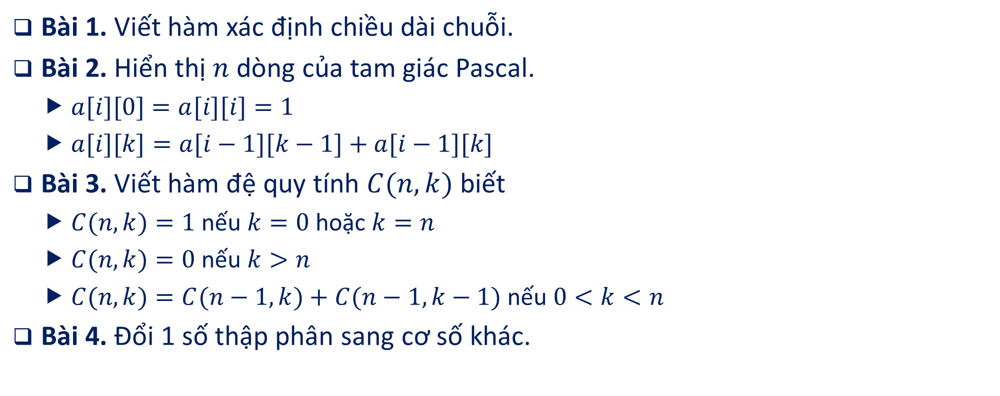 ❑ Bài 1. Viết hàm xác định chiều dài chuỗi.
❑ Bài 2. Hiển thị n dòng của tam giác Pascal.
▶ a[i][0] = a[i][i] = 1
▶ a[i][k] = a[i − 1][k − 1] + a[i − 1][k]
❑ Bài 3. Viết hàm đệ quy tính C(n, k) biết
▶ C(n, k) = 1 nếu k = 0 hoặc k = n
▶ C(n, k) = 0 nếu k > n
▶ C(n, k) = C(n − 1, k) + C(n − 1, k − 1) nếu 0 < k < n
❑ Bài 4. Đổi 1 số thập phân sang cơ số khác.